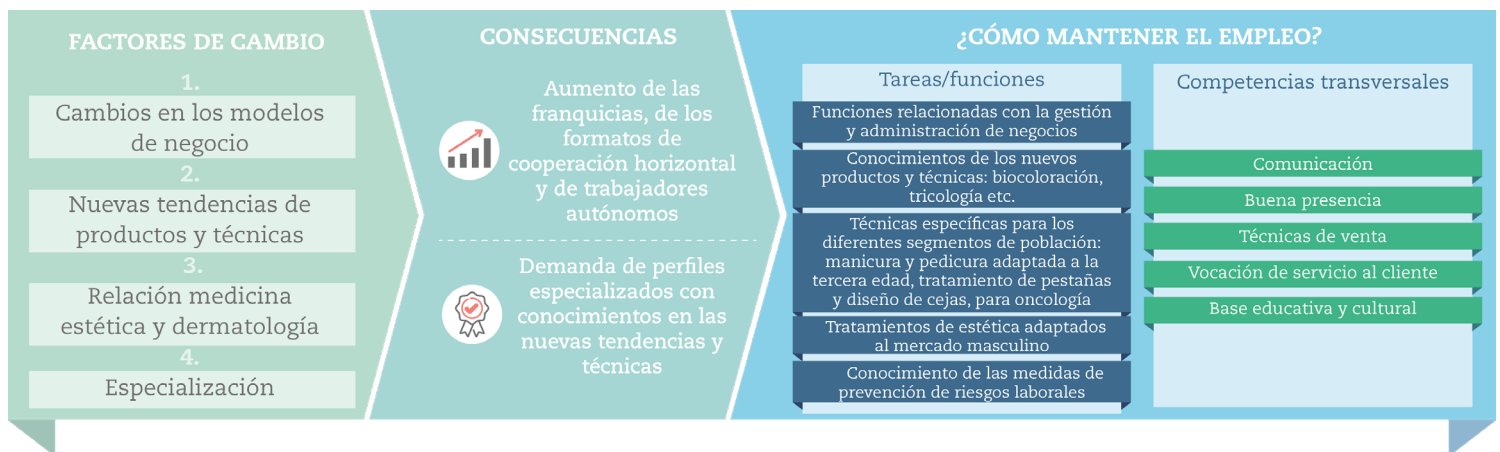 FACTORES DE CAMBIO
1.
Cambios en los modelos
de negocio
2.
Nuevas tendencias de
productos y técnicas
3.
Relación medicina
estética y dermatología
4.
Especialización
CONSECUENCIAS
Aumento de las
franquicias, de los
formatos de
cooperación horizontal
y de trabajadores
autónomos
Demanda de perfiles
especializados con
conocimientos en las
nuevas tendencias y
técnicas
¿CÓMO MANTENER EL EMPLEO?
Tareas/funciones
Funciones relacionadas con la gestión
y administración de negocios
Conocimientos de los nuevos
productos y técnicas: biocoloración,
tricología etc.
Técnicas específicas para los
diferentes segmentos de población:
manicura y pedicura adaptada a la
tercera edad, tratamiento de pestañas
y diseño de cejas, para oncología
Tratamientos de estética adaptados
al mercado masculino
Conocimiento de las medidas de
prevención de riesgos laborales
Competencias transversales
Comunicación
Buena presencia
Técnicas de venta
Vocación de servicio al cliente
Base educativa y cultural